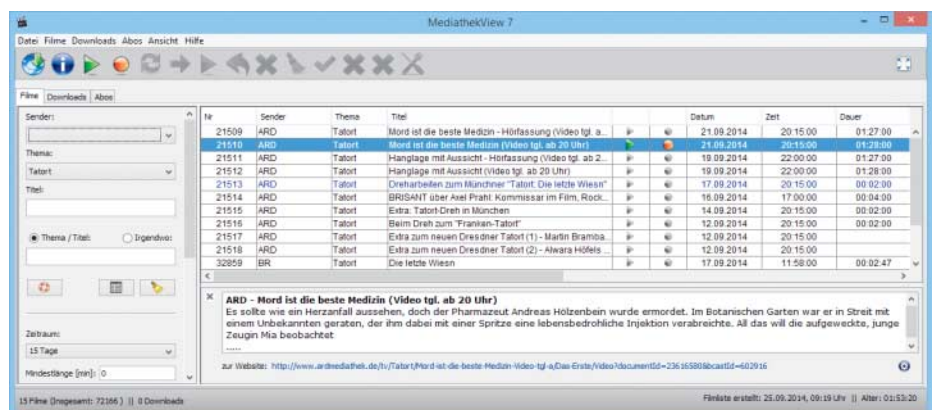 MediathekView 7
Datei Filme Downloads Abos Ansicht Hilfe
Filme Downloads Abos
Sender:
Thema:
Tatort
Titel:
Thema / Titel: Irgendwo:
Zeitraum:
15 Tage
Mindestlänge [min]: 0
Nr Sender Thema Titel Datum Zeit Dauer
21509 ARD Tatort Mord ist die beste Medizin - Hörfassung (Video tgl. a... 21.09.2014 20:15:00 01:27:00
21510 ARD Tatort Mord ist die beste Medizin (Video tgl. ab 20 Uhr) 21.09.2014 20:15:00 01:28:00
21511 ARD Tatort Hanglage mit Aussicht - Hörfassung (Video tgl. ab 2... 19.09.2014 22:00:00 01:27:00
21512 ARD Tatort Hanglage mit Aussicht (Video tgl. ab 20 Uhr) 19.09.2014 22:00:00 01:28:00
21513 ARD Tatort Dreharbeiten zum Münchner "Tatort: Die letzte Wiesn" 17.09.2014 20:15:00 00:02:00
21514 ARD Tatort BRISANT über Axel Prahl: Kommissar im Film, Rock... 16.09.2014 17:00:00 00:04:00
21515 ARD Tatort Extra: Tatort-Dreh in München 14.09.2014 20:15:00 00:02:00
21516 ARD Tatort Beim Dreh zum "Franken-Tatort" 12.09.2014 20:15:00 00:02:00
21517 ARD Tatort Extra zum neuen Dresdner Tatort (1) - Martin Bramba... 12.09.2014 20:15:00
21518 ARD Tatort Extra zum neuen Dresdner Tatort (2) - Alwara Höfels ... 12.09.2014 20:15:00
32859 BR Tatort Die letzte Wiesn 17.09.2014 11:58:00 00:02:47
ARD - Mord ist die beste Medizin (Video tgl. ab 20 Uhr)
Es sollte wie ein Herzanfall aussehen, doch der Pharmazeut Andreas Hölzenbein wurde ermordet. Im Botanischen Garten war er in Streit mit
einem Unbekannten geraten, der ihm dabei mit einer Spritze eine lebensbedrohliche Injektion verabreichte. All das will die aufgeweckte, junge
Zeugin Mia beobachtet
.....
zur Website: http://www.ardmediathek.de/tv/Tatort/Mord-ist-die-beste-Medizin-Video-tgl-a/Das-Erste/Video?documentId=23616580&bcastId=602916
15 Filme (Insgesamt: 72166 ) || 0 Downloads
Filmliste erstellt: 25.09.2014, 09:19 Uhr || Alter: 01:53:20